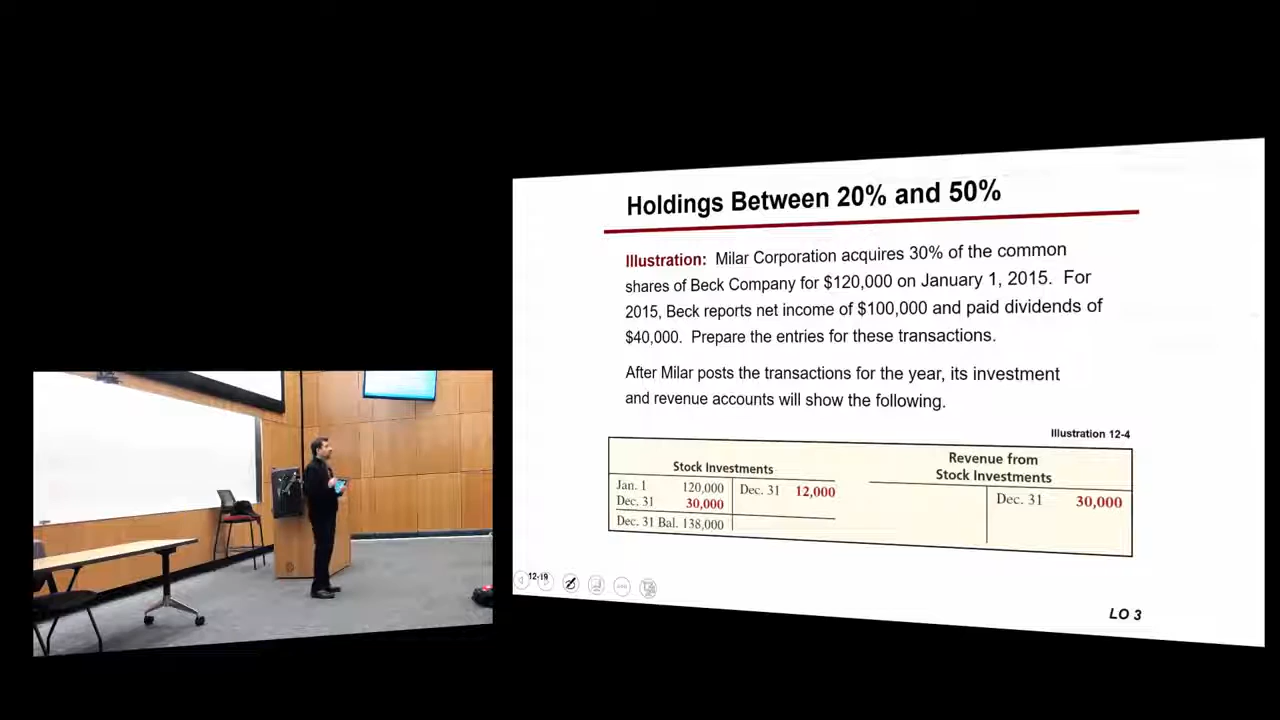 Holdings Between 20% and 50%
Illustration: Milar Corporation acquires 30% of the common
shares of Beck Company for $120,000 on January 1, 2015. For
2015, Beck reports net income of $100,000 and paid dividends of
$40,000. Prepare the entries for these transactions.
After Milar posts the transactions for the year, its investment
and revenue accounts will show the following.
Illustration 12-4
Stock Investments
Jan. 1 120,000 Dec. 31 12,000
Dec. 31 30,000
Dec. 31 Bal. 138,000
Revenue from
Stock Investments
Dec. 31 30,000
12-19
LO 3